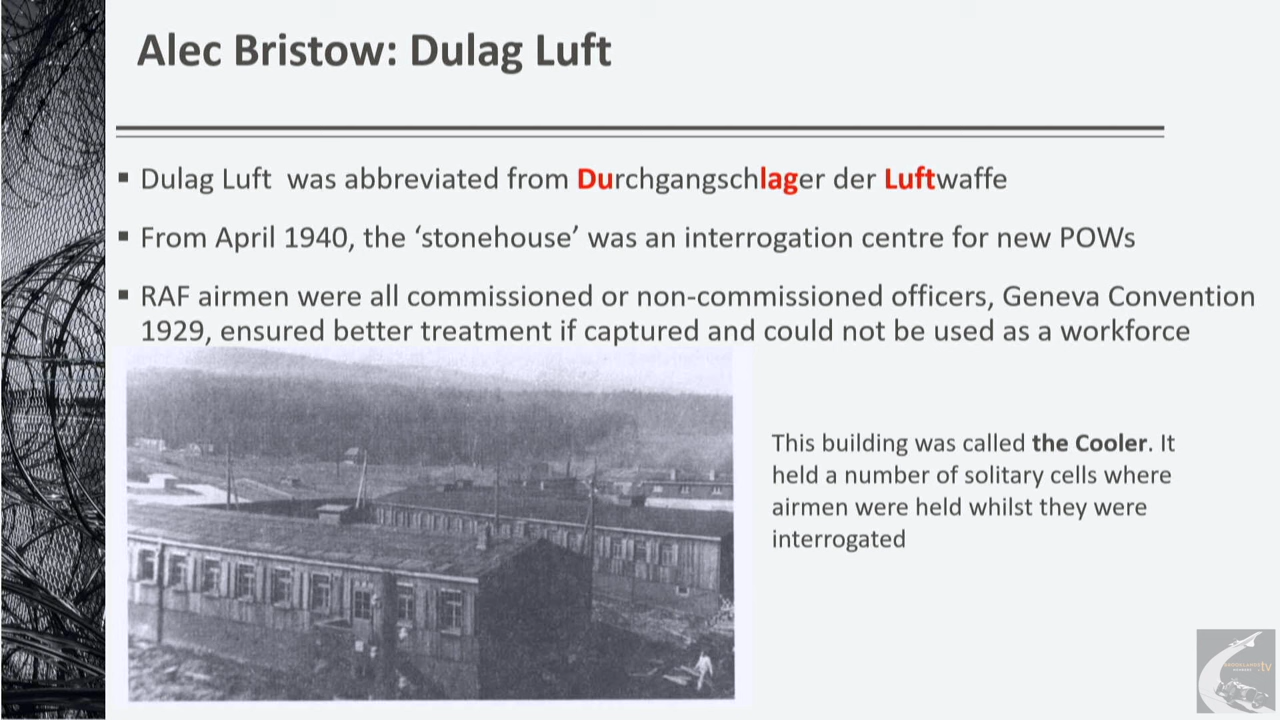 Alec Bristow: Dulag Luft
▪ Dulag Luft was abbreviated from Durchgangschlager der Luftwaffe
▪ From April 1940, the ‘stonehouse’ was an interrogation centre for new POWs
▪ RAF airmen were all commissioned or non-commissioned officers, Geneva Convention
1929, ensured better treatment if captured and could not be used as a workforce
This building was called the Cooler. It
held a number of solitary cells where
airmen were held whilst they were
interrogated
BROOKLANDS tv